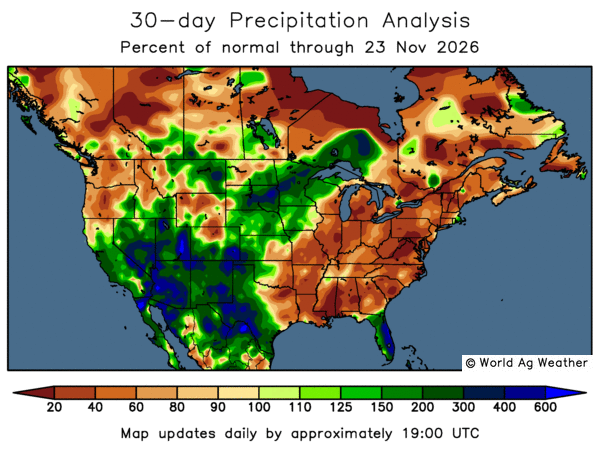 30-day Precipitation Analysis
Percent of normal through 23 Nov 2026
© World Ag Weather
20 40 60 80 90 100 110 125 150 200 300 400 600
Map updates daily by approximately 19:00 UTC